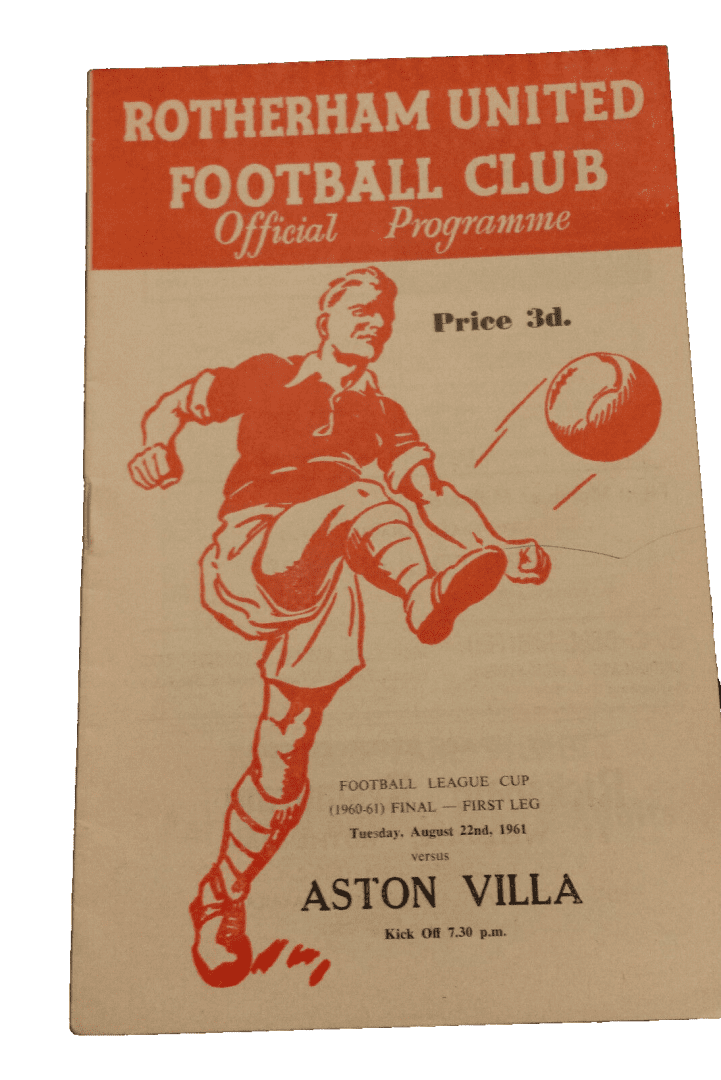 ROTHERHAM UNITED
FOOTBALL CLUB
Official Programme
Price 3d.
FOOTBALL LEAGUE CUP
(1960-61) FINAL — FIRST LEG
Tuesday, August 22nd, 1961
versus
ASTON VILLA
Kick Off 7.30 p.m.